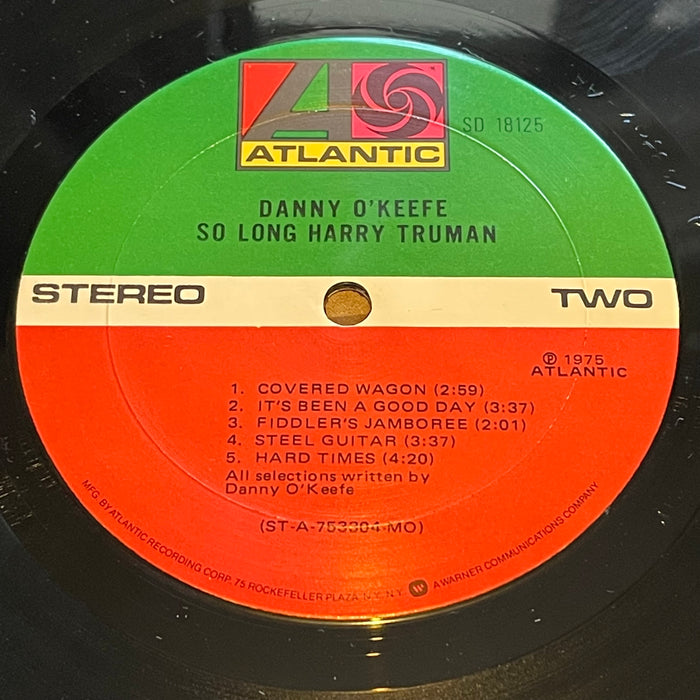 ATLANTIC
SD 18125
DANNY O'KEEFE
SO LONG HARRY TRUMAN
STEREO
TWO
℗ 1975
ATLANTIC
1. COVERED WAGON (2:59)
2. IT'S BEEN A GOOD DAY (3:37)
3. FIDDLER'S JAMBOREE (2:01)
4. STEEL GUITAR (3:37)
5. HARD TIMES (4:20)
All selections written by
Danny O'Keefe
(ST-A-753304-MO)
MFG. BY ATLANTIC RECORDING CORP. 75 ROCKEFELLER PLAZA, N.Y., N.Y. A WARNER COMMUNICATIONS COMPANY